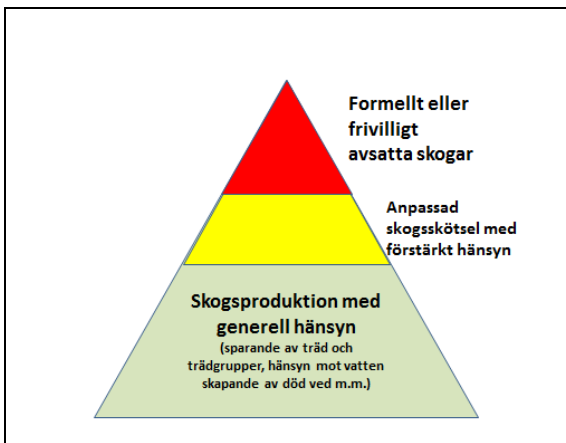 Formellt eller
frivilligt
avsatta skogar
Anpassad
skogsskötsel med
förstärkt hänsyn
Skogsproduktion med
generell hänsyn
(sparande av träd och
trädgrupper, hänsyn mot vatten
skapande av död ved m.m.)